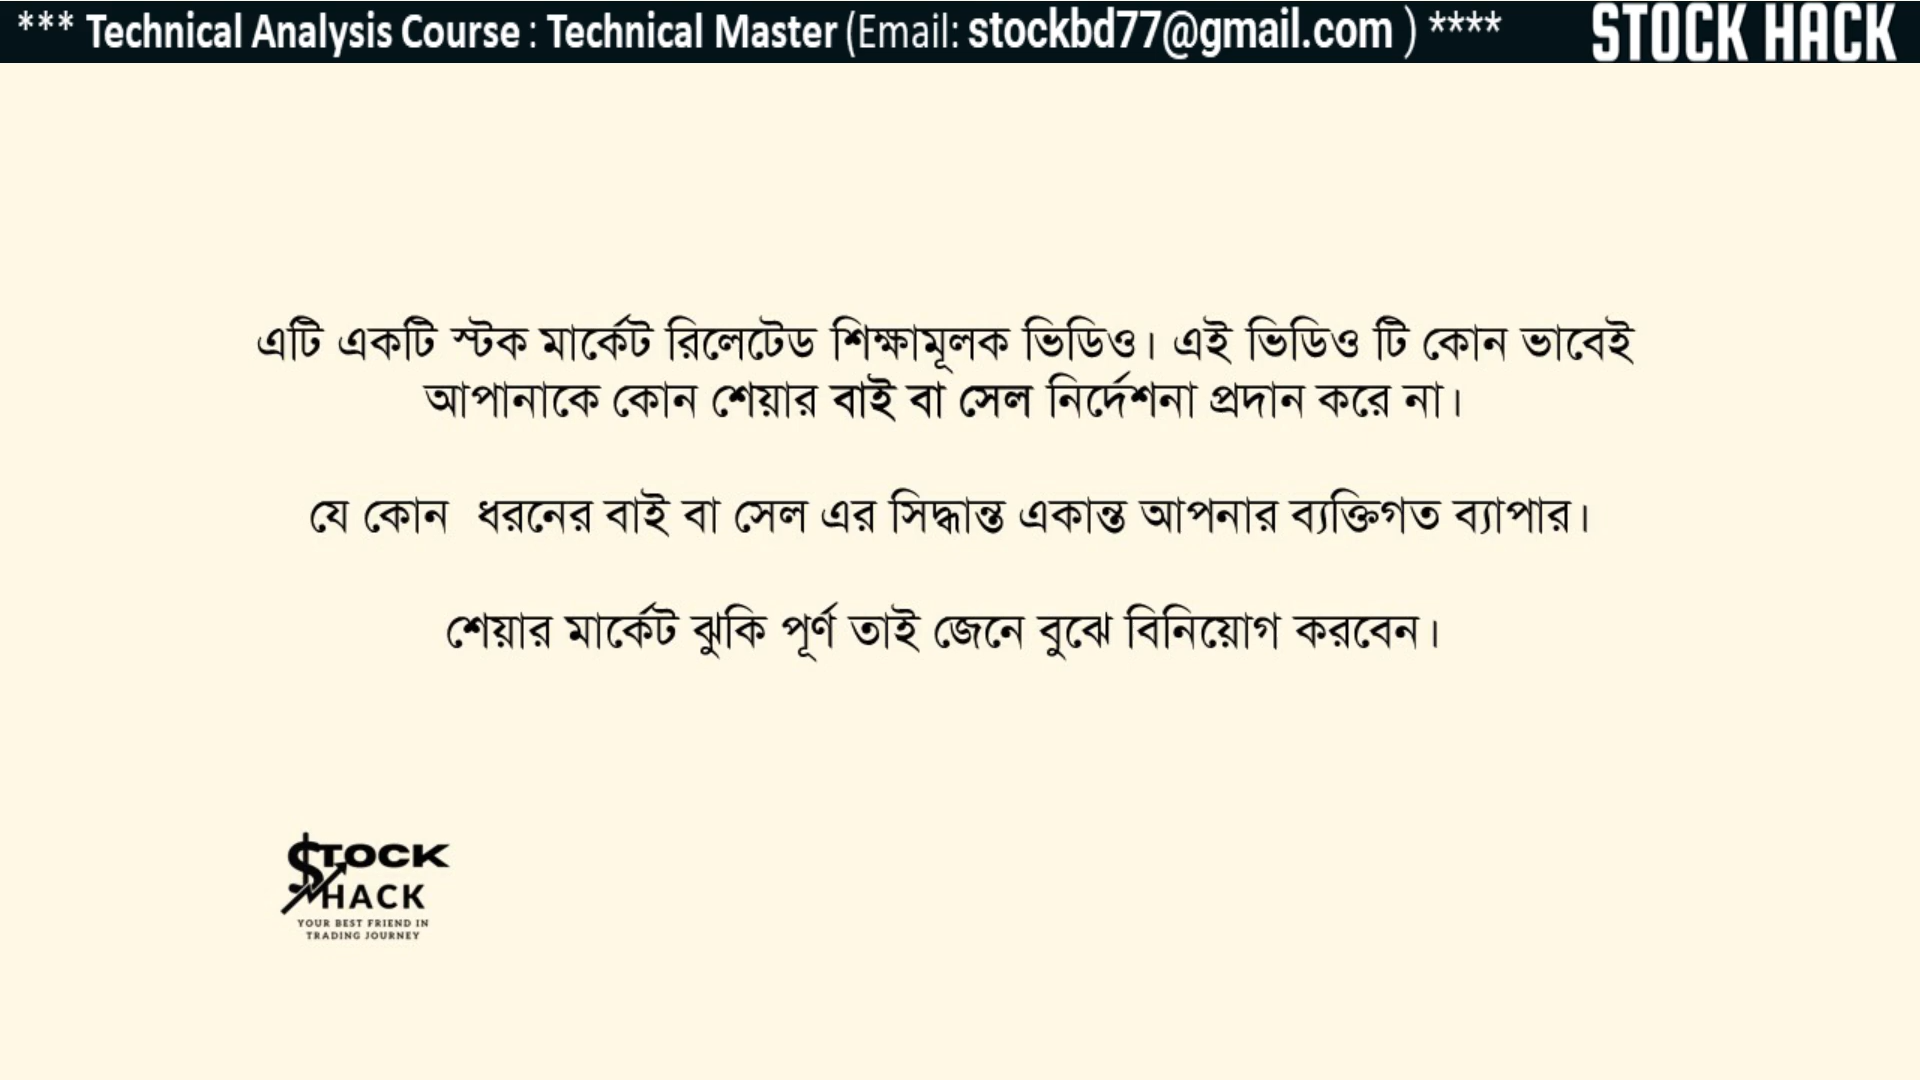 *** Technical Analysis Course : Technical Master (Email: stockbd77@gmail.com ) ****
STOCK HACK
এটি একটি স্টক মার্কেট রিলেটেড শিক্ষামূলক ভিডিও। এই ভিডিও টি কোন ভাবেই
আপানাকে কোন শেয়ার বাই বা সেল নির্দেশনা প্রদান করে না।
যে কোন ধরনের বাই বা সেল এর সিদ্ধান্ত একান্ত আপনার ব্যক্তিগত ব্যাপার।
শেয়ার মার্কেট ঝুকি পূর্ণ তাই জেনে বুঝে বিনিয়োগ করবেন।
$TOCK
HACK
YOUR BEST FRIEND IN
TRADING JOURNEY